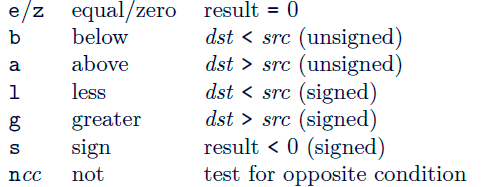 e/z equal/zero result = 0
b below dst < src (unsigned)
a above dst > src (unsigned)
l less dst < src (signed)
g greater dst > src (signed)
s sign result < 0 (signed)
ncc not test for opposite condition